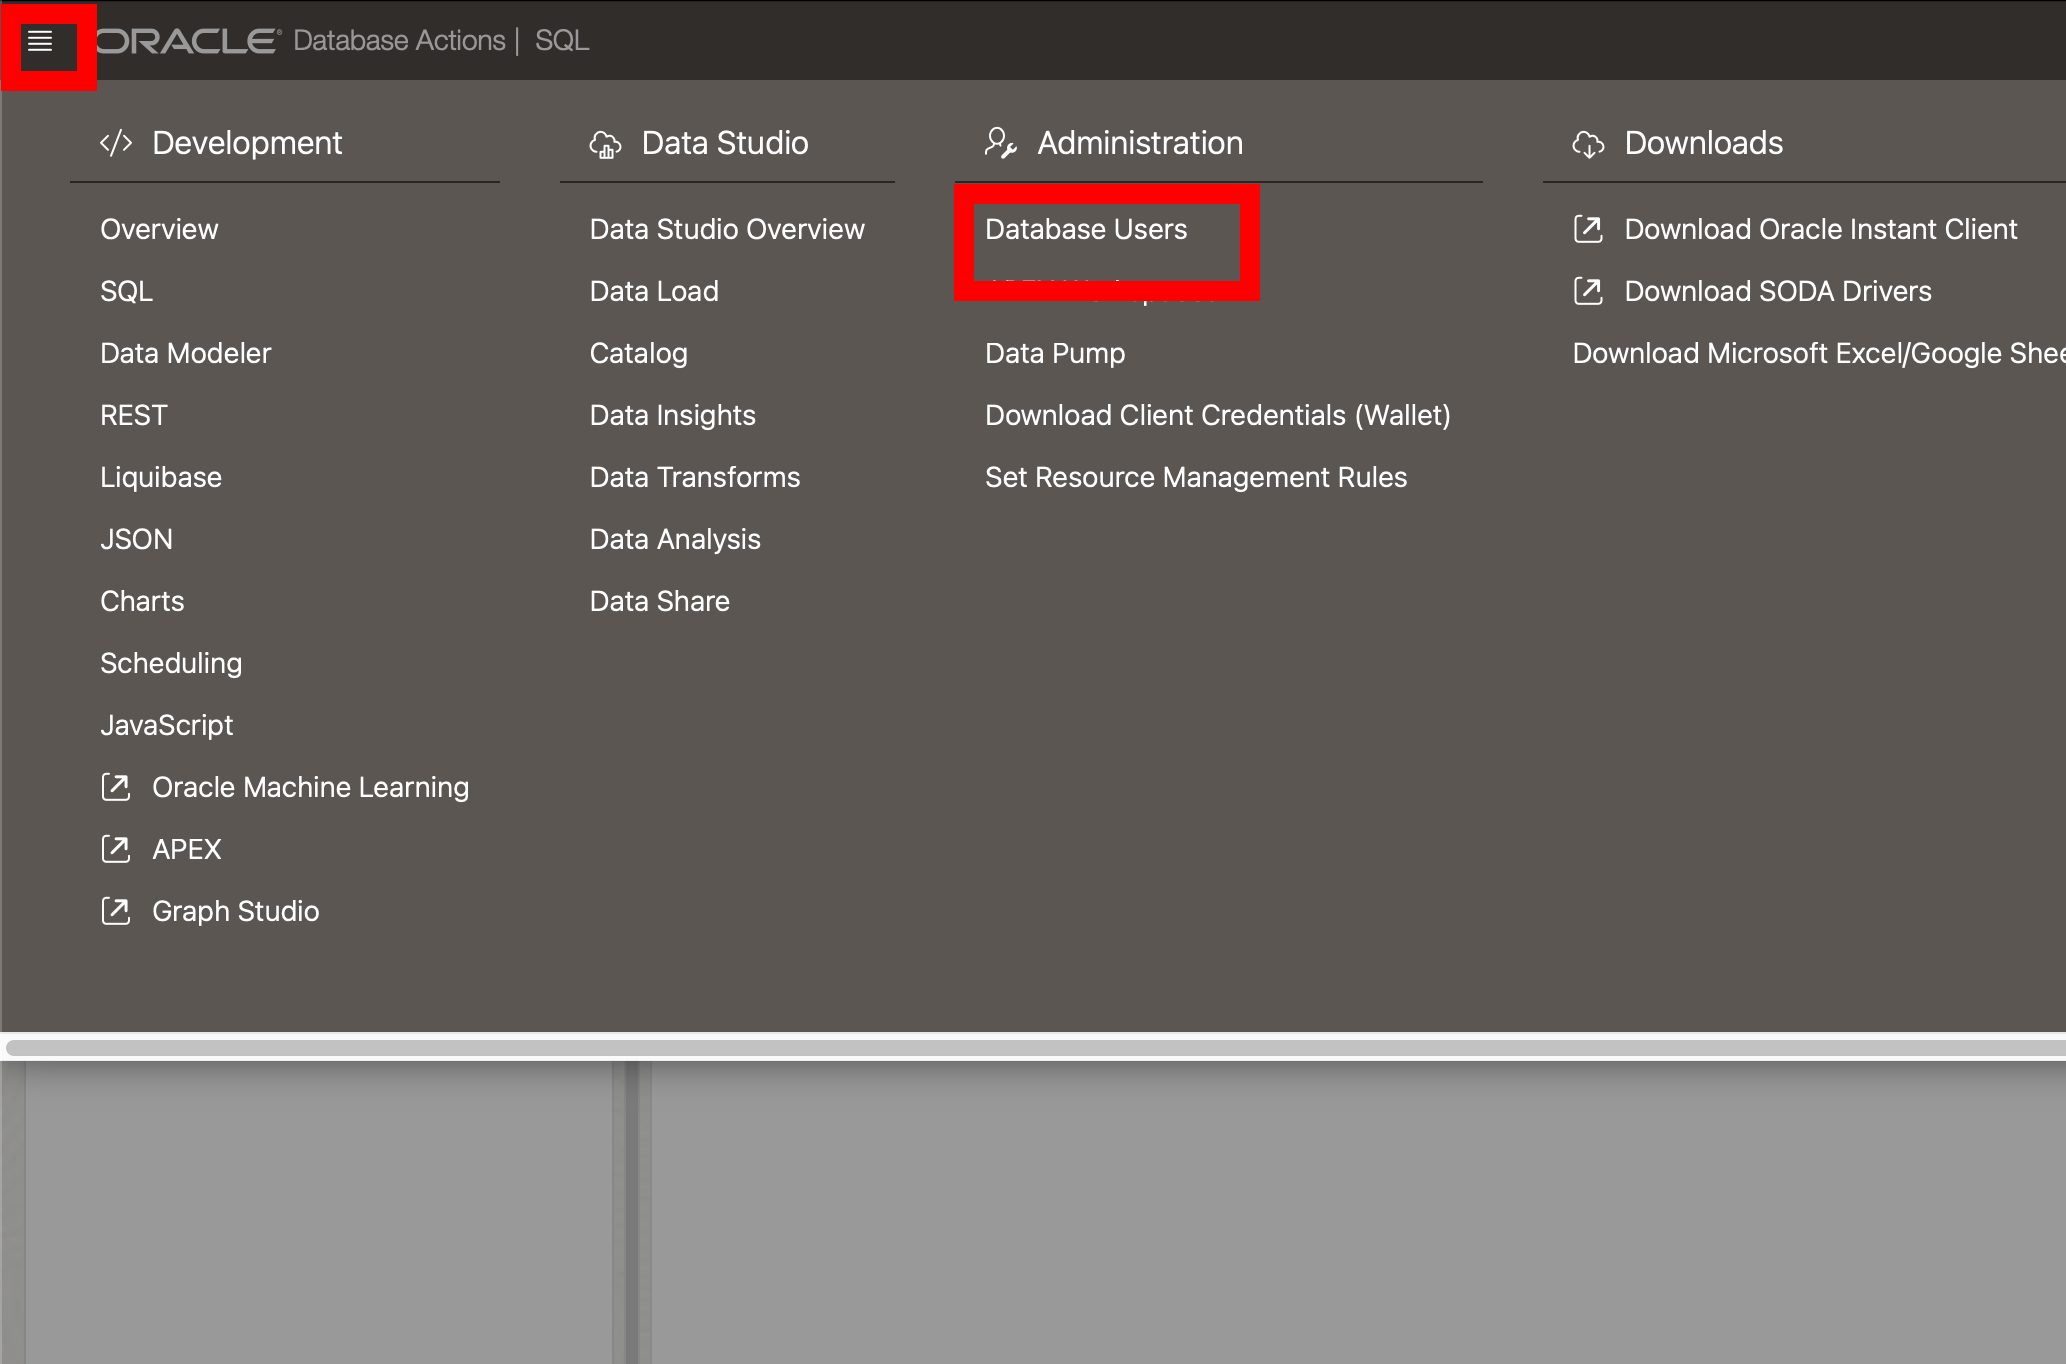 ORACLE Database Actions | SQL
Development
Overview
SQL
Data Modeler
REST
Liquibase
JSON
Charts
Scheduling
JavaScript
Oracle Machine Learning
APEX
Graph Studio
Data Studio
Data Studio Overview
Data Load
Catalog
Data Insights
Data Transforms
Data Analysis
Data Share
Administration
Database Users
Data Pump
Download Client Credentials (Wallet)
Set Resource Management Rules
Downloads
Download Oracle Instant Client
Download SODA Drivers
Download Microsoft Excel/Google